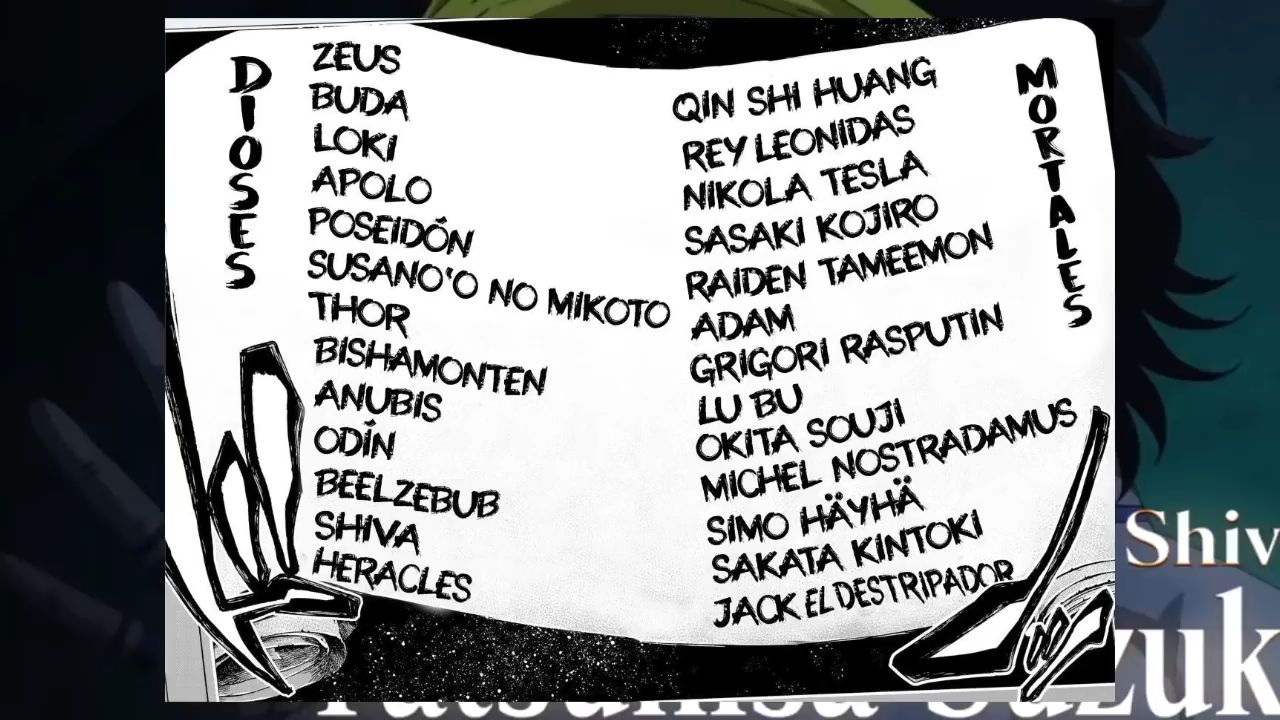 DIOSES
ZEUS
BUDA
LOKI
APOLO
POSEIDÓN
SUSANO'O NO MIKOTO
THOR
BISHAMONTEN
ANUBIS
ODÍN
BEELZEBUB
SHIVA
HERACLES
MORTALES
QIN SHI HUANG
REY LEONIDAS
NIKOLA TESLA
SASAKI KOJIRO
RAIDEN TAMEEMON
ADAM
GRIGORI RASPUTIN
LU BU
OKITA SOUJI
MICHEL NOSTRADAMUS
SIMO HÄYHÄ
SAKATA KINTOKI
JACK EL DESTRIPADOR
Shiv